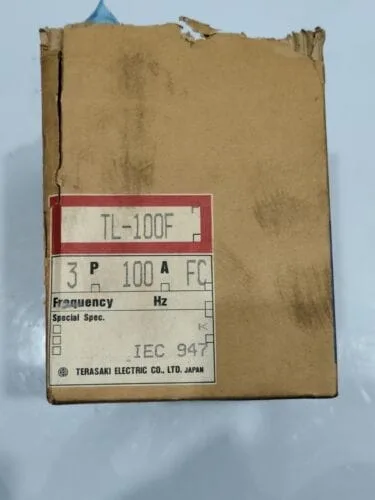 TL-100F
3 P 100 A FC
Frequency Hz
Special Spec.
K
IEC 947
TERASAKI ELECTRIC CO., LTD. JAPAN